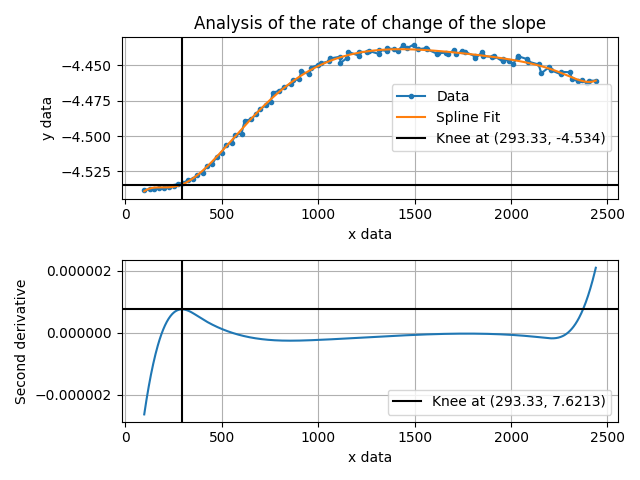 Analysis of the rate of change of the slope
−4.450
−4.475
−4.500
−4.525
y data
Data
Spline Fit
Knee at (293.33, -4.534)
0 500 1000 1500 2000 2500
x data
0.000002
0.000000
−0.000002
Second derivative
Knee at (293.33, 7.6213)
0 500 1000 1500 2000 2500
x data